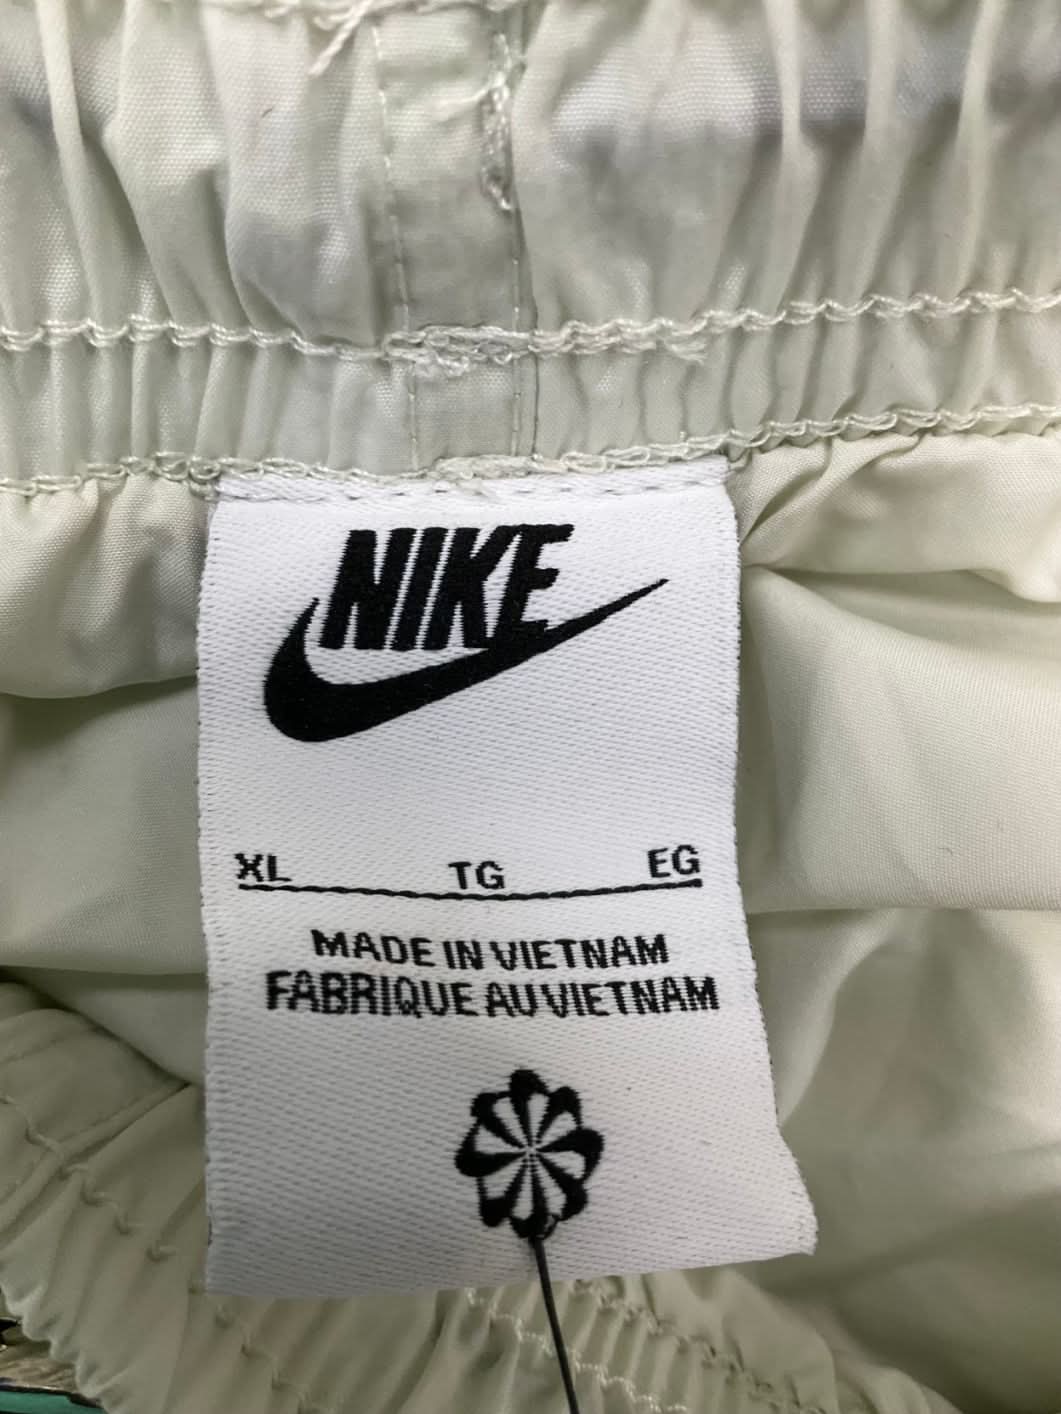 NIKE
XL TG EG
MADE IN VIETNAM
FABRIQUE AU VIETNAM